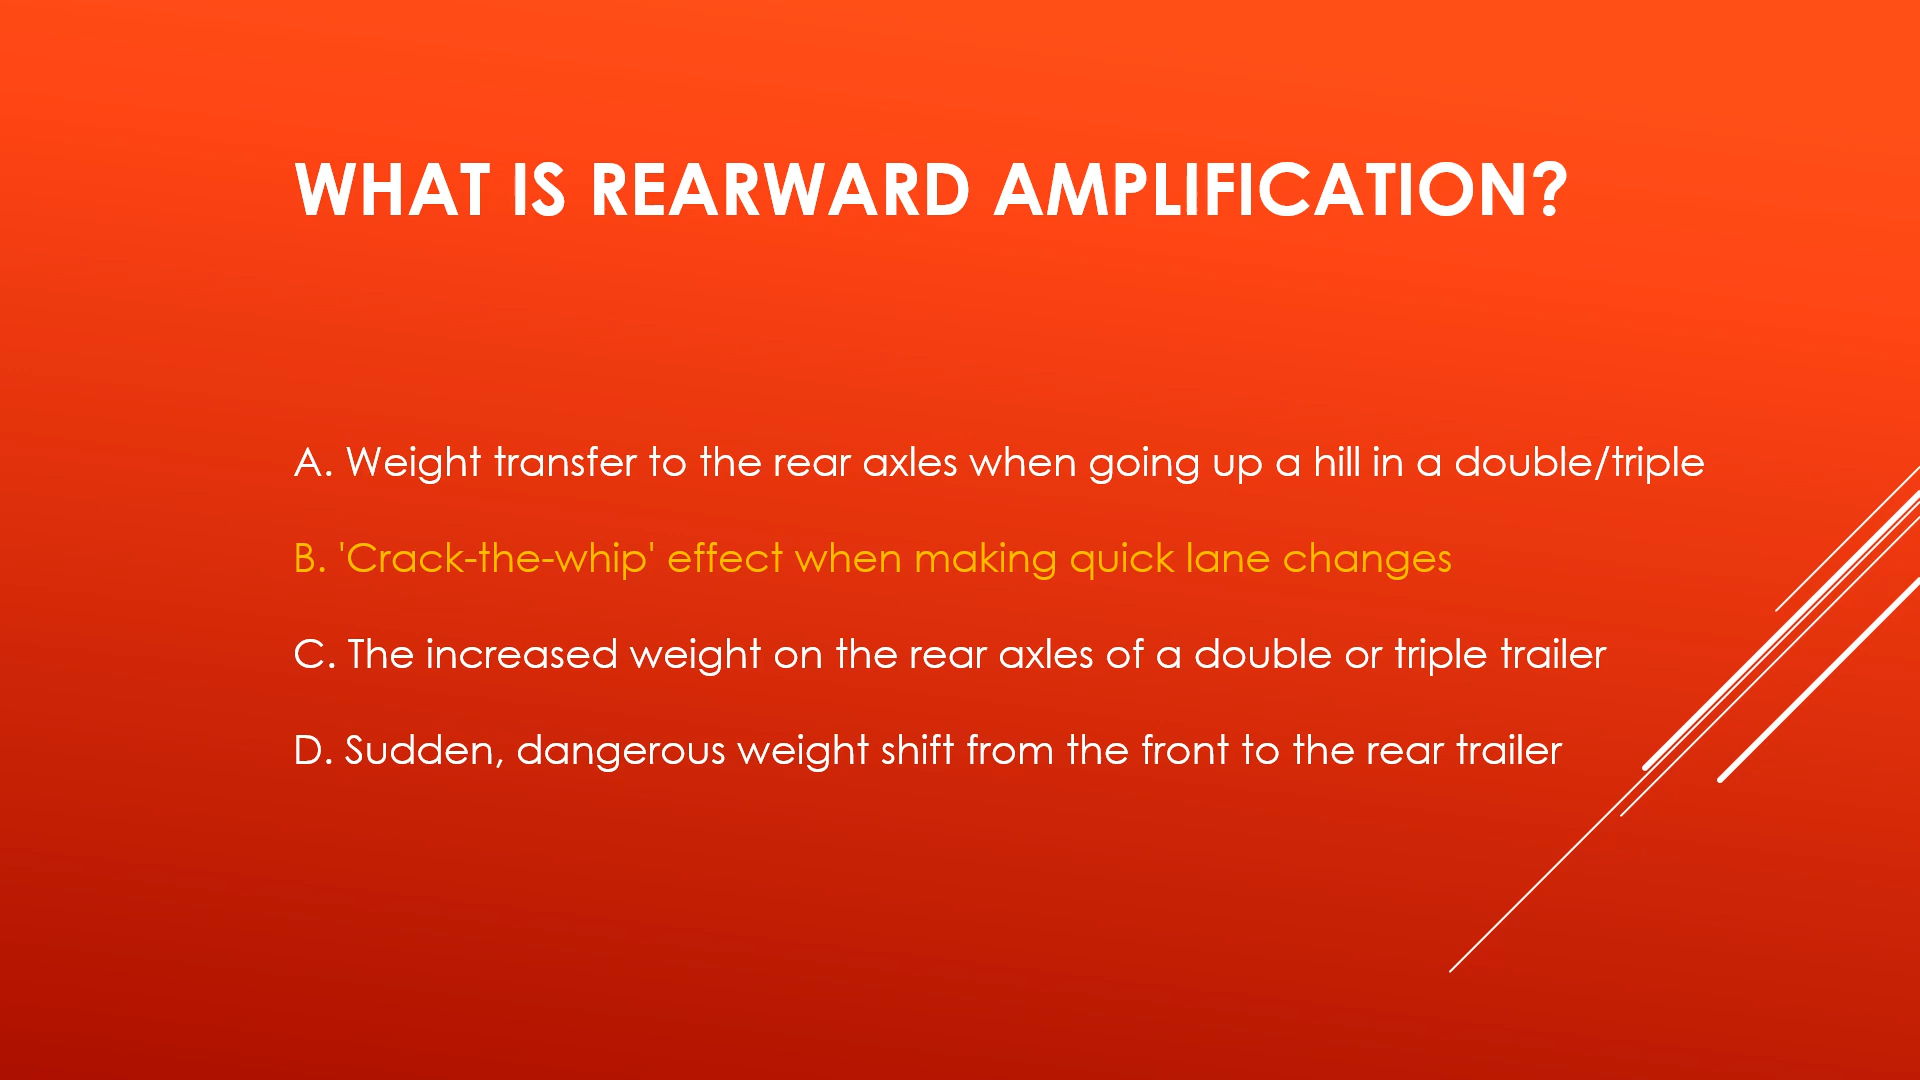 WHAT IS REARWARD AMPLIFICATION?
A. Weight transfer to the rear axles when going up a hill in a double/triple
B. 'Crack-the-whip' effect when making quick lane changes
C. The increased weight on the rear axles of a double or triple trailer
D. Sudden, dangerous weight shift from the front to the rear trailer